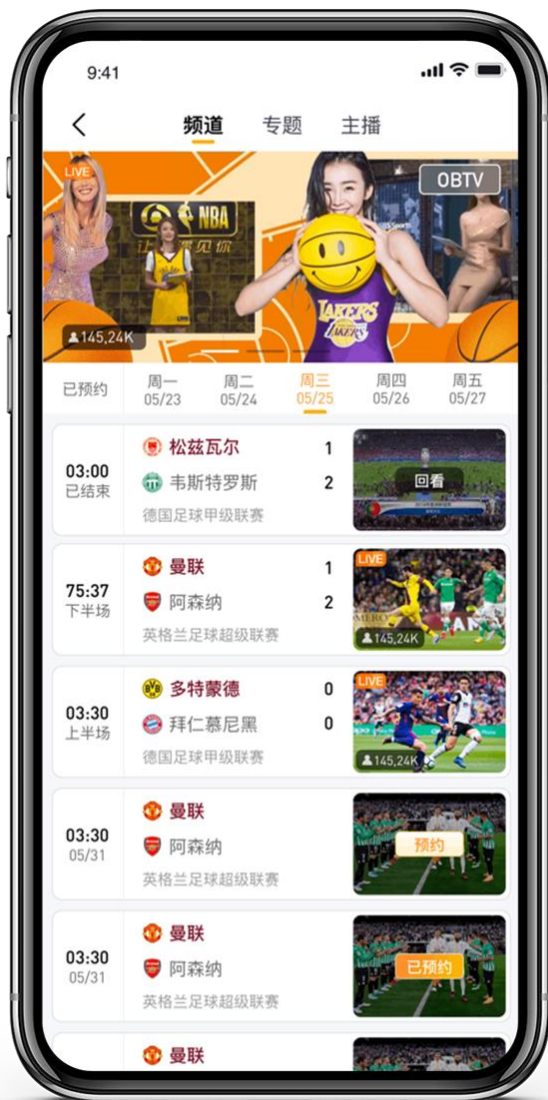 9:41
频道 专题 主播
LIVE
OBTV
NBA
LAKERS
LAKERS
145,24K
已预约 周一 05/23 周二 05/24 周三 05/25 周四 05/26 周五 05/27
03:00
已结束
松兹瓦尔 1
韦斯特罗斯 2
德国足球甲级联赛
回看
75:37
下半场
曼联 1
阿森纳 2
英格兰足球超级联赛
LIVE
145,24K
03:30
上半场
多特蒙德 0
拜仁慕尼黑 0
德国足球甲级联赛
LIVE
145,24K
03:30
05/31
曼联
阿森纳
英格兰足球超级联赛
预约
03:30
05/31
曼联
阿森纳
英格兰足球超级联赛
已预约
曼联